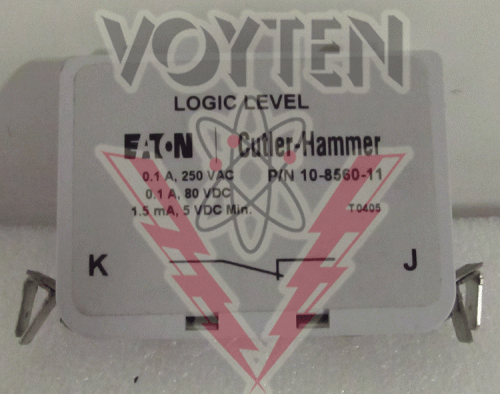 VOYTEN
LOGIC LEVEL
EAT•N | Cutler-Hammer
0.1 A, 250 VAC P/N 10-8560-11
0.1 A, 80 VDC
1.5 mA, 5 VDC Min. T0405
K J